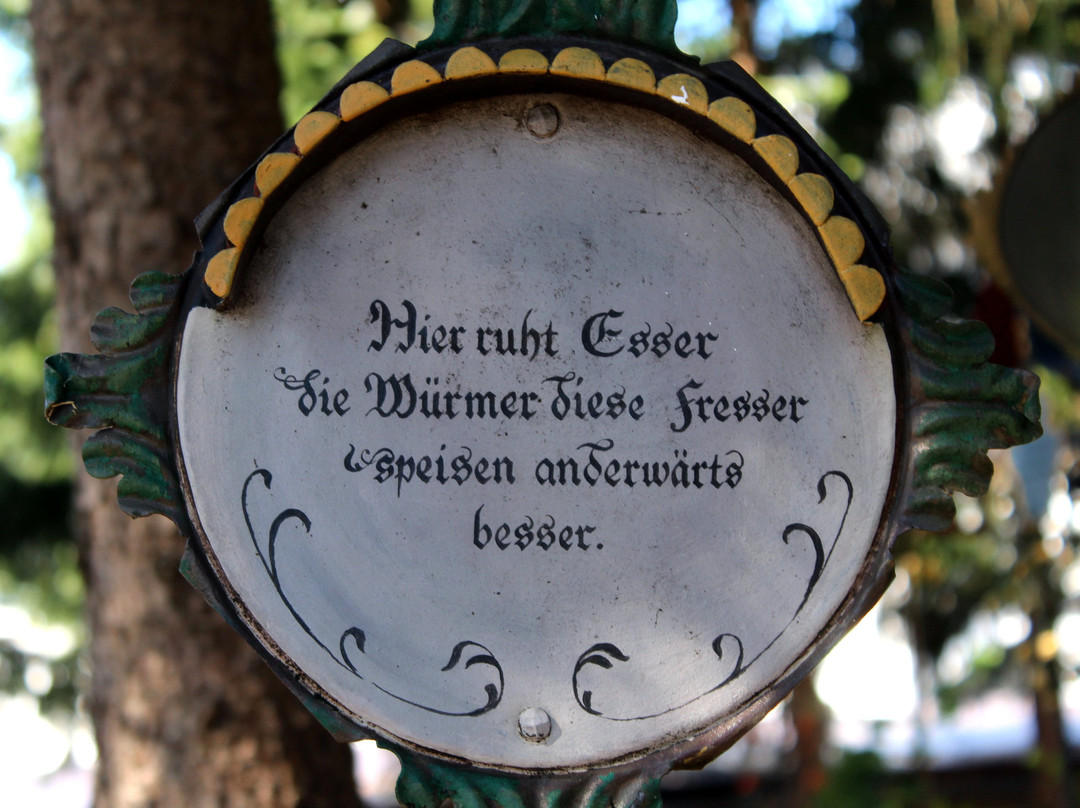 Hier ruht Esser
die Würmer diese Fresser
speisen anderwärts
besser.